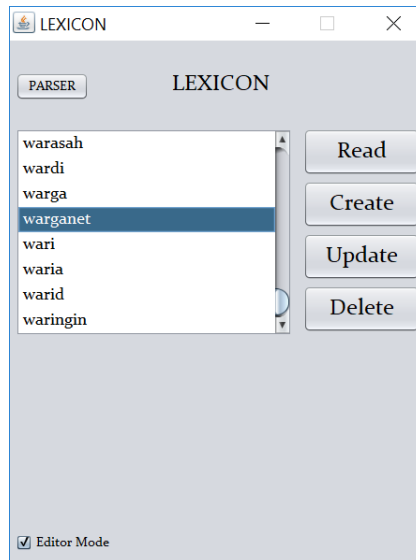 LEXICON
PARSER
LEXICON
warasah
wardi
warga
warganet
wari
waria
warid
waringin
Read
Create
Update
Delete
Editor Mode